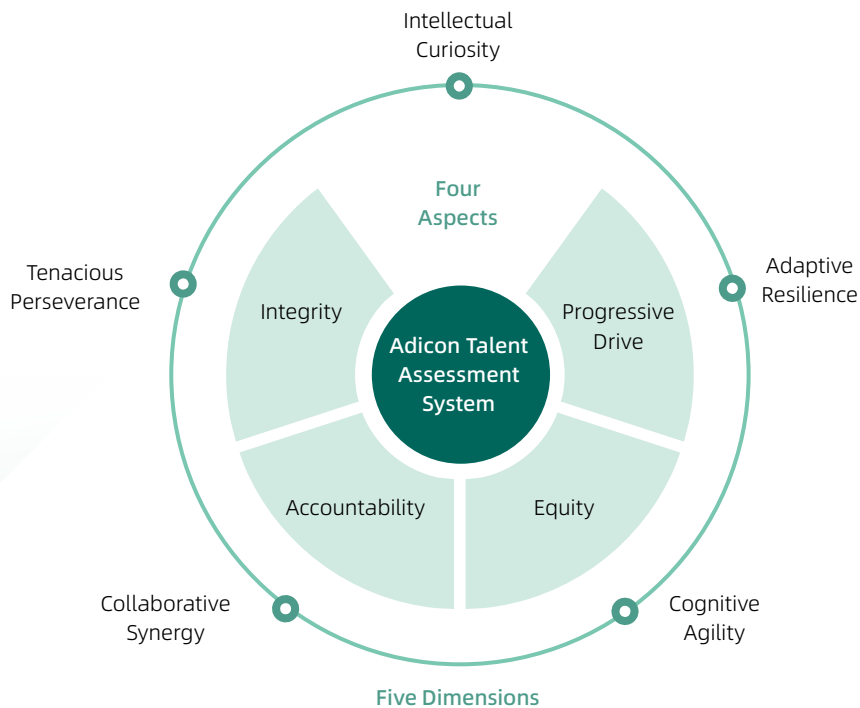 Intellectual
Curiosity
Four
Aspects
Tenacious
Perseverance
Adaptive
Resilience
Integrity
Progressive
Drive
Adicon Talent
Assessment
System
Accountability
Equity
Collaborative
Synergy
Cognitive
Agility
Five Dimensions